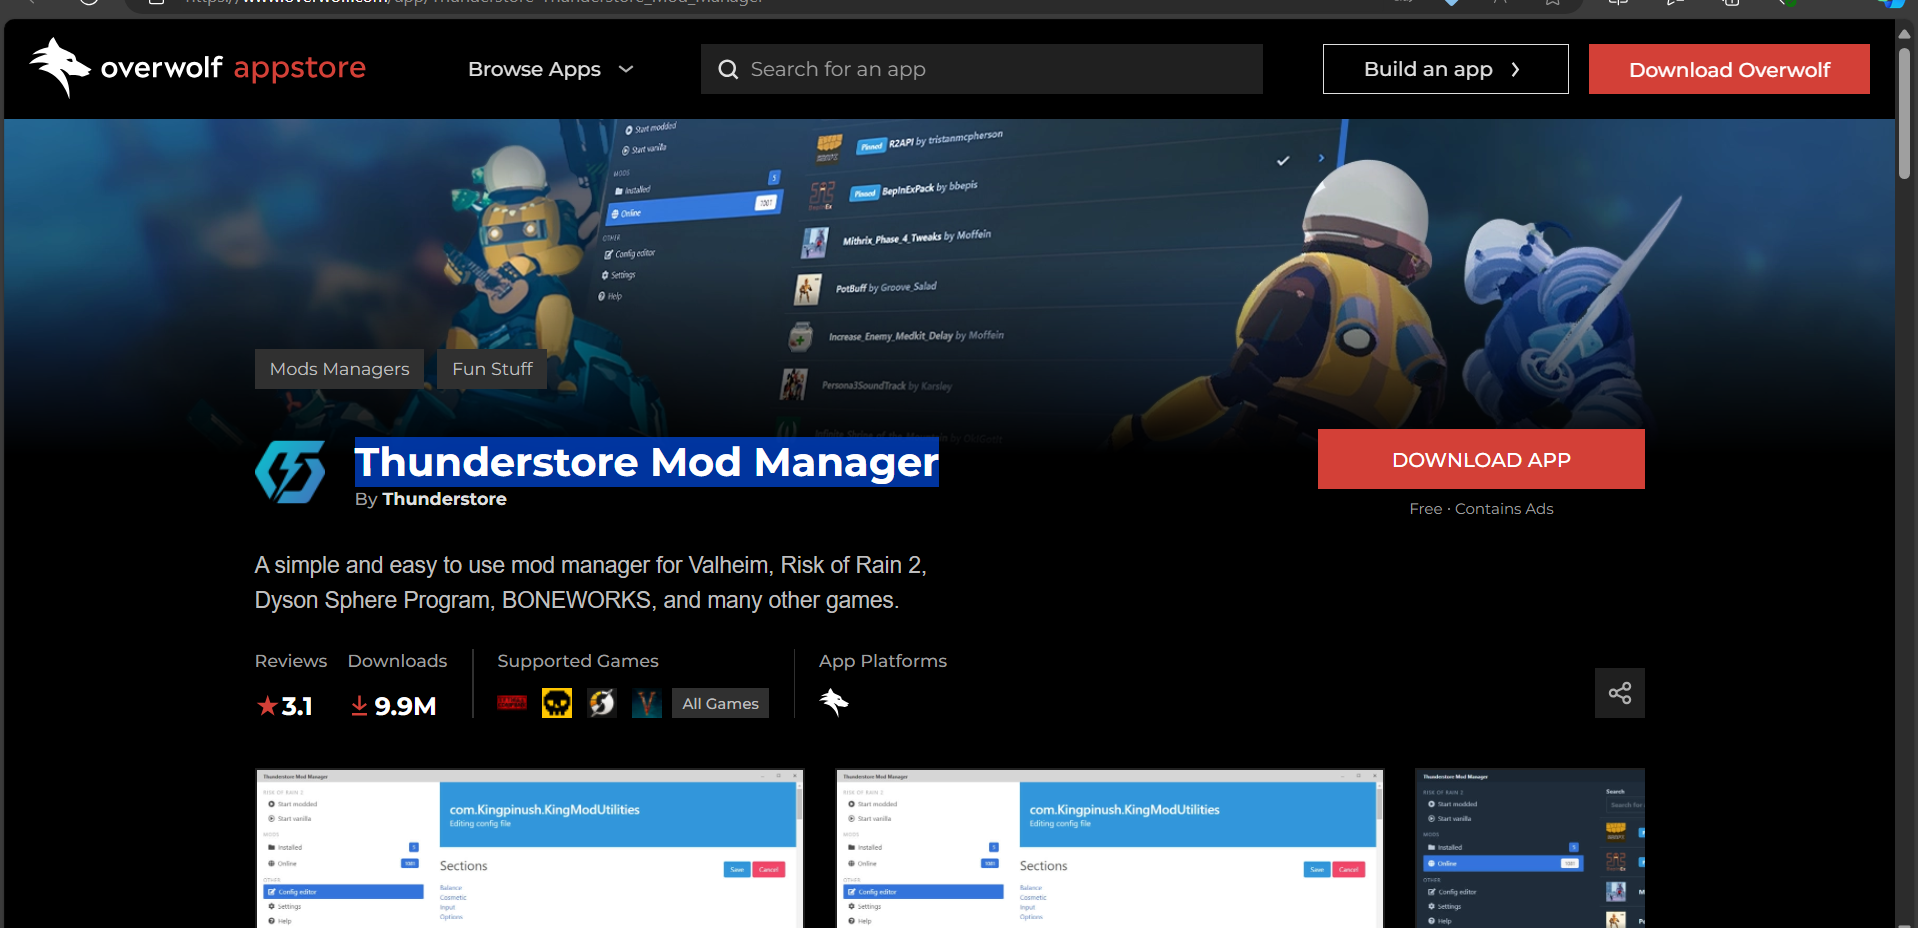 overwolf appstore
Browse Apps
Search for an app
Build an app
Download Overwolf
Start modded
Start vanilla
MODS
Installed 5
Online
OTHER
Config editor
Settings
Help
Pinned R2API by tristanmcpherson
Pinned BepInExPack by bbepis
Mithrix_Phase_4_Tweaks by Moffein
PotBuff by Groove_Salad
Increase_Enemy_Medkit_Delay by Moffein
Persona3SoundTrack by Karsley
Mods Managers
Fun Stuff
Thunderstore Mod Manager
By Thunderstore
DOWNLOAD APP
Free · Contains Ads
A simple and easy to use mod manager for Valheim, Risk of Rain 2,
Dyson Sphere Program, BONEWORKS, and many other games.
Reviews
3.1
Downloads
9.9M
Supported Games
All Games
App Platforms
Thunderstore Mod Manager
RISK OF RAIN 2
Start modded
Start vanilla
MODS
Installed 5
Online
OTHER
Config editor
Settings
Help
com.Kingpinush.KingModUtilities
Editing config file
Sections
Save
Cancel
Balance
Cosmetic
Input
Options
Thunderstore Mod Manager
RISK OF RAIN 2
Start modded
Start vanilla
MODS
Installed 5
Online
OTHER
Config editor
Settings
Help
com.Kingpinush.KingModUtilities
Editing config file
Sections
Save
Cancel
Balance
Cosmetic
Input
Options
Thunderstore Mod Manager
RISK OF RAIN 2
Start modded
Start vanilla
MODS
Installed 5
Online
OTHER
Config editor
Settings
Help
Search
Search for